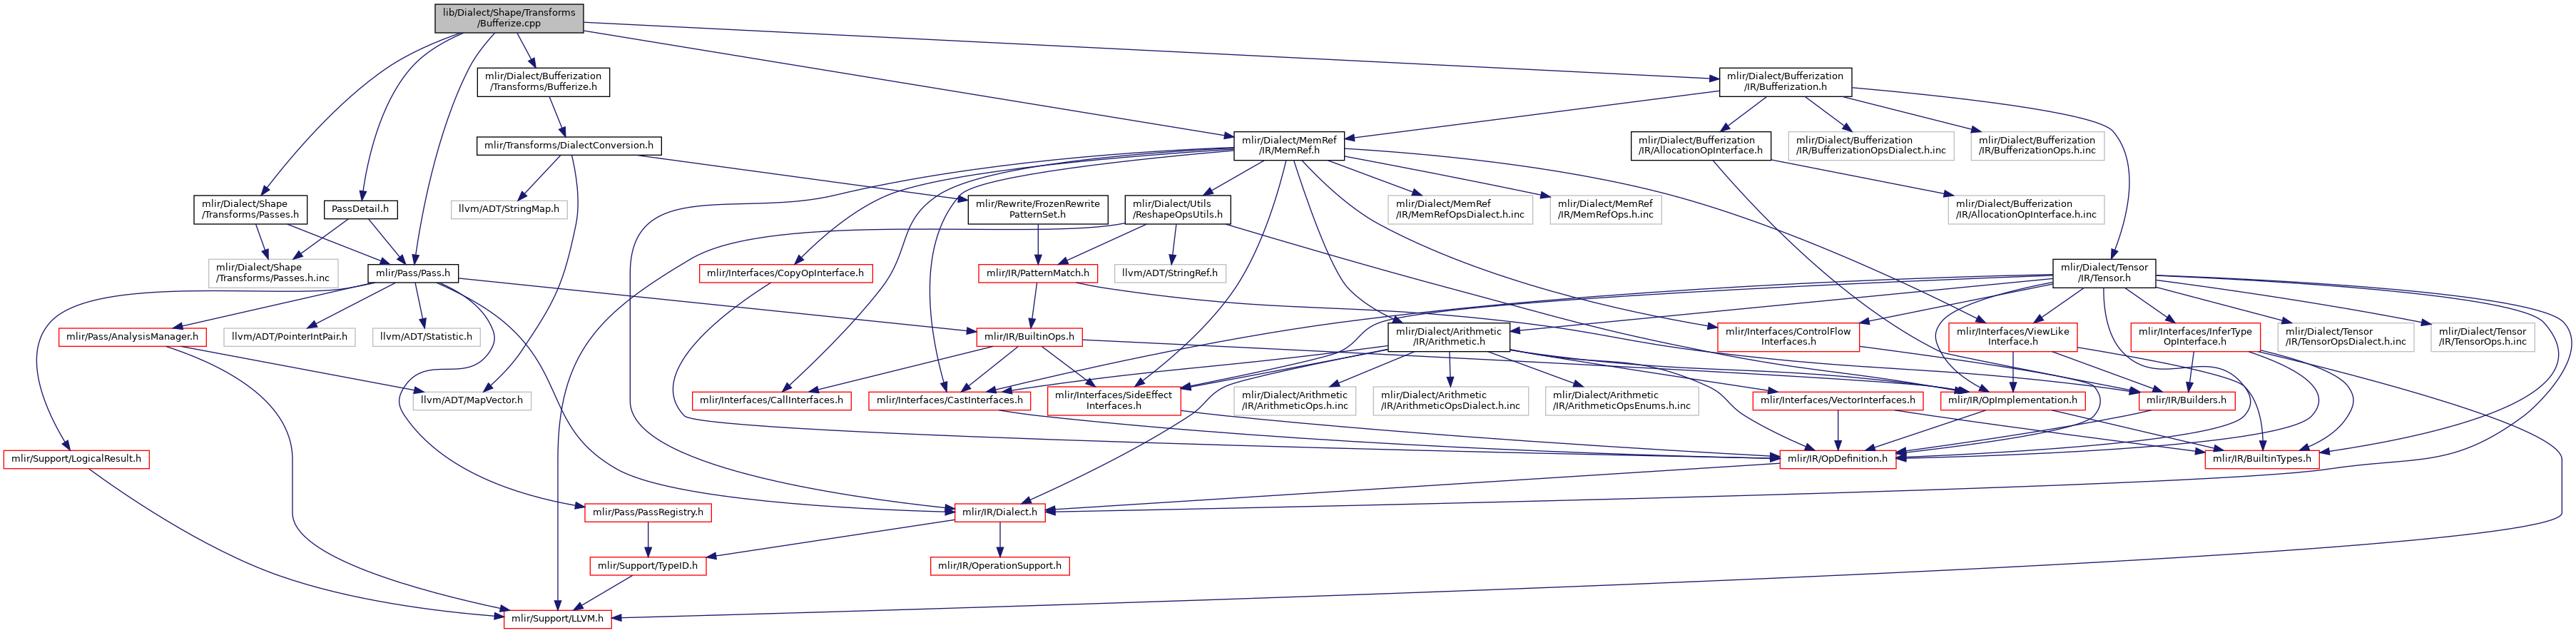 lib/Dialect/Shape/Transforms
/Bufferize.cpp
mlir/Dialect/Bufferization
/Transforms/Bufferize.h
mlir/Dialect/Bufferization
/IR/Bufferization.h
mlir/Transforms/DialectConversion.h
mlir/Dialect/MemRef
/IR/MemRef.h
mlir/Dialect/Bufferization
/IR/AllocationOpInterface.h
mlir/Dialect/Bufferization
/IR/BufferizationOpsDialect.h.inc
mlir/Dialect/Bufferization
/IR/BufferizationOps.h.inc
mlir/Dialect/Shape
/Transforms/Passes.h
PassDetail.h
llvm/ADT/StringMap.h
mlir/Rewrite/FrozenRewrite
PatternSet.h
mlir/Dialect/Utils
/ReshapeOpsUtils.h
mlir/Dialect/MemRef
/IR/MemRefOpsDialect.h.inc
mlir/Dialect/MemRef
/IR/MemRefOps.h.inc
mlir/Dialect/Bufferization
/IR/AllocationOpInterface.h.inc
mlir/Dialect/Shape
/Transforms/Passes.h.inc
mlir/Pass/Pass.h
mlir/Interfaces/CopyOpInterface.h
mlir/IR/PatternMatch.h
llvm/ADT/StringRef.h
mlir/Dialect/Tensor
/IR/Tensor.h
mlir/Pass/AnalysisManager.h
llvm/ADT/PointerIntPair.h
llvm/ADT/Statistic.h
mlir/IR/BuiltinOps.h
mlir/Dialect/Arithmetic
/IR/Arithmetic.h
mlir/Interfaces/ControlFlow
Interfaces.h
mlir/Interfaces/ViewLike
Interface.h
mlir/Interfaces/InferType
OpInterface.h
mlir/Dialect/Tensor
/IR/TensorOpsDialect.h.inc
mlir/Dialect/Tensor
/IR/TensorOps.h.inc
llvm/ADT/MapVector.h
mlir/Interfaces/CallInterfaces.h
mlir/Interfaces/CastInterfaces.h
mlir/Interfaces/SideEffect
Interfaces.h
mlir/Dialect/Arithmetic
/IR/ArithmeticOps.h.inc
mlir/Dialect/Arithmetic
/IR/ArithmeticOpsDialect.h.inc
mlir/Dialect/Arithmetic
/IR/ArithmeticOpsEnums.h.inc
mlir/Interfaces/VectorInterfaces.h
mlir/IR/OpImplementation.h
mlir/IR/Builders.h
mlir/Support/LogicalResult.h
mlir/IR/OpDefinition.h
mlir/IR/BuiltinTypes.h
mlir/Pass/PassRegistry.h
mlir/IR/Dialect.h
mlir/Support/TypeID.h
mlir/IR/OperationSupport.h
mlir/Support/LLVM.h